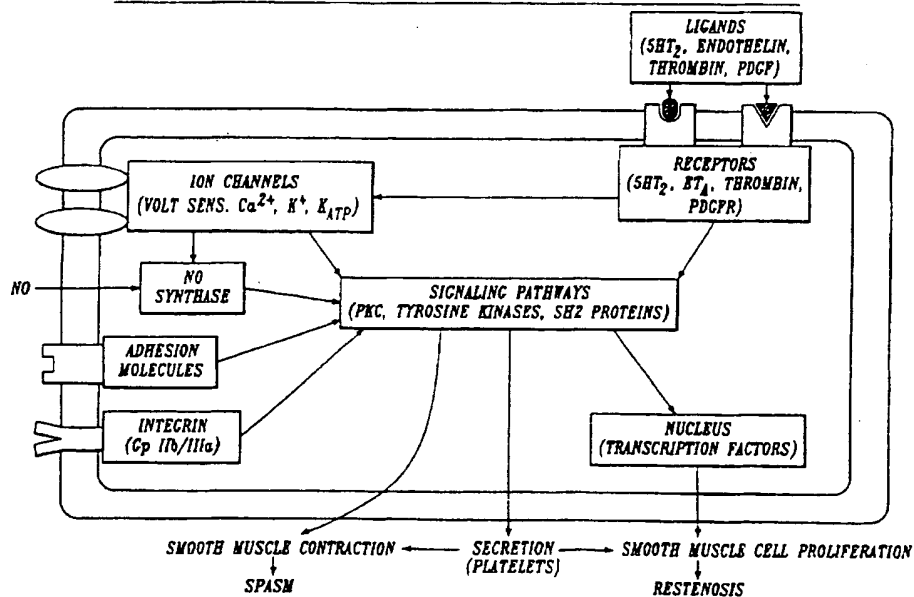 LIGANDS
(5HT₂, ENDOTHELIN,
THROMBIN, PDGF)
RECEPTORS
(5HT₂, ET_A, THROMBIN,
PDGFR)
ION CHANNELS
(VOLT SENS. Ca²⁺, K⁺, K_ATP)
NO
NO
SYNTHASE
SIGNALING PATHWAYS
(PKC, TYROSINE KINASES, SH2 PROTEINS)
ADHESION
MOLECULES
INTEGRIN
(Gp IIb/IIIa)
NUCLEUS
(TRANSCRIPTION FACTORS)
SMOOTH MUSCLE CONTRACTION
SECRETION
(PLATELETS)
SMOOTH MUSCLE CELL PROLIFERATION
SPASM
RESTENOSIS